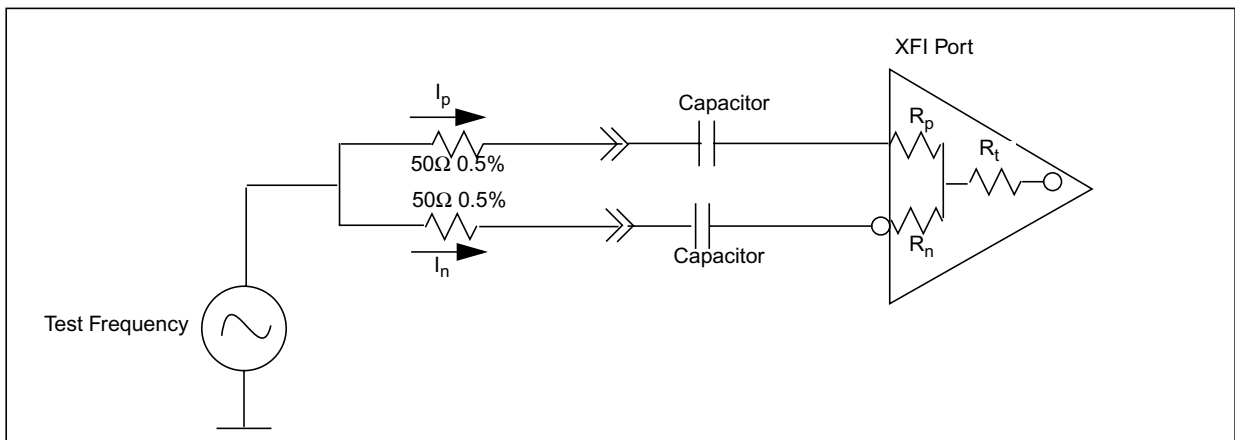 XFI Port
I_p
Capacitor
R_p
R_t
50Ω 0.5%
50Ω 0.5%
R_n
Capacitor
I_n
Test Frequency